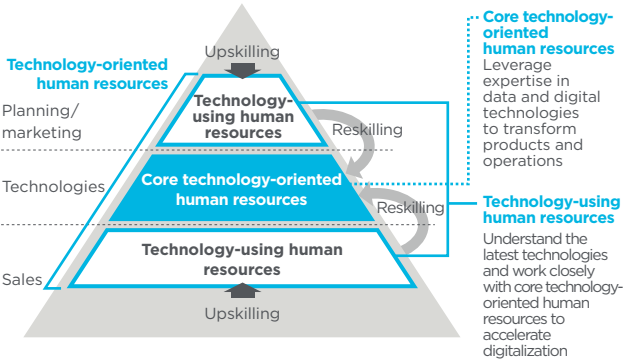 Technology-oriented
human resources
Planning/
marketing
Technologies
Sales
Upskilling
Technology-
using human
resources
Reskilling
Core technology-oriented
human resources
Reskilling
Technology-using human
resources
Upskilling
Core technology-
oriented
human resources
Leverage
expertise in
data and digital
technologies
to transform
products and
operations
Technology-using
human resources
Understand the
latest technologies
and work closely
with core technology-
oriented human
resources to
accelerate
digitalization